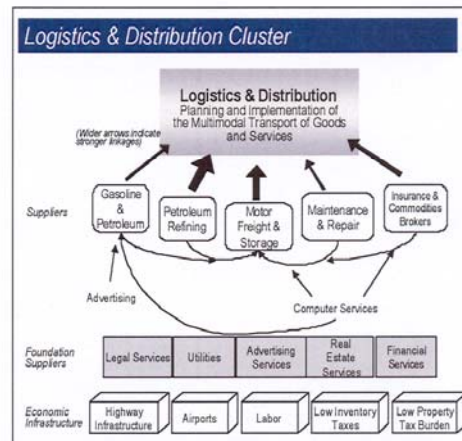 Logistics & Distribution Cluster
Logistics & Distribution
Planning and Implementation of
the Multimodal Transport of Goods
and Services
(Wider arrows indicate
stronger linkages)
Suppliers
Gasoline
&
Petroleum
Petroleum
Refining
Motor
Freight &
Storage
Maintenance
& Repair
Insurance &
Commodities
Brokers
Advertising
Computer Services
Foundation
Suppliers
Legal Services
Utilities
Advertising
Services
Real
Estate
Services
Financial
Services
Economic
Infrastructure
Highway
Infrastructure
Airports
Labor
Low Inventory
Taxes
Low Property
Tax Burden